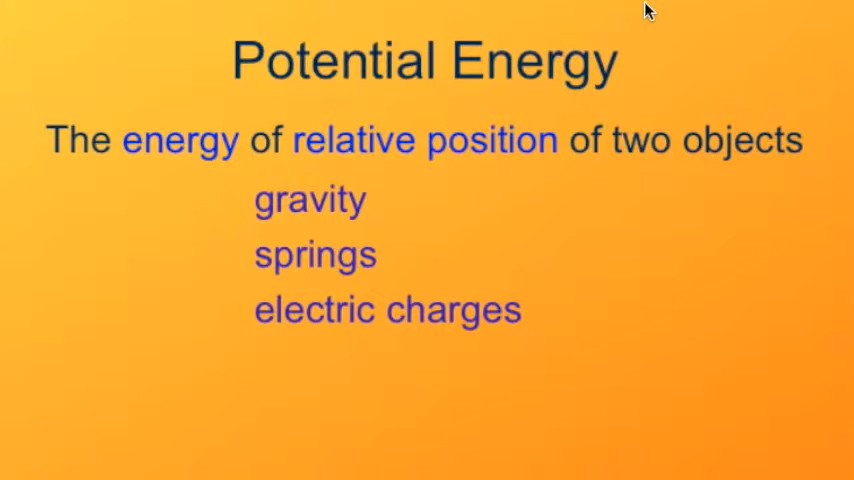 Potential Energy
The energy of relative position of two objects
gravity
springs
electric charges